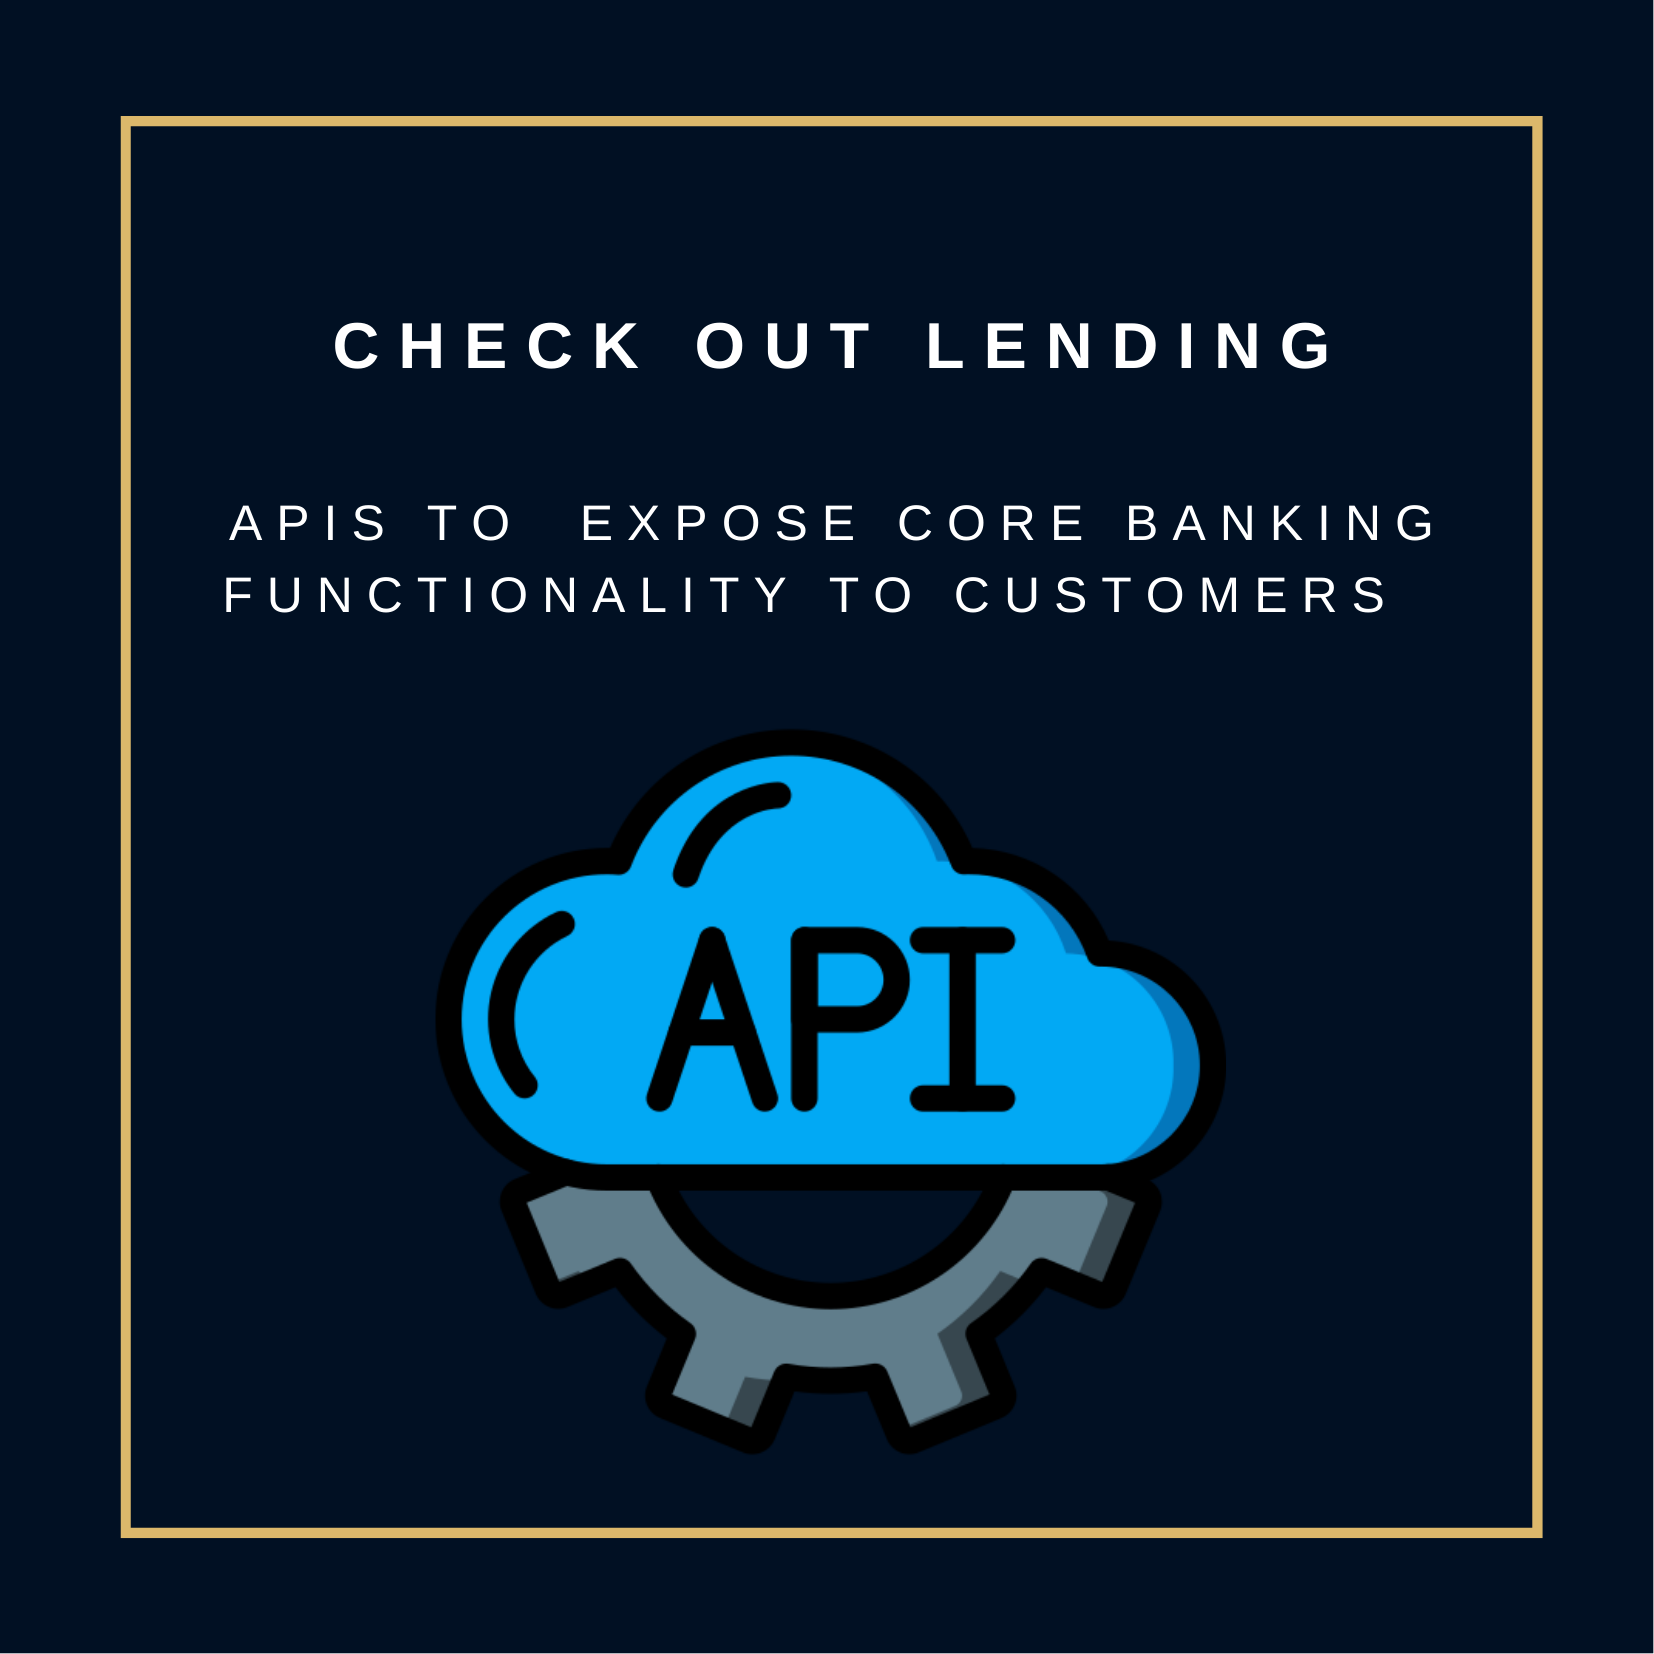 CHECK OUT LENDING
APIS TO  EXPOSE CORE BANKING
FUNCTIONALITY TO CUSTOMERS
API